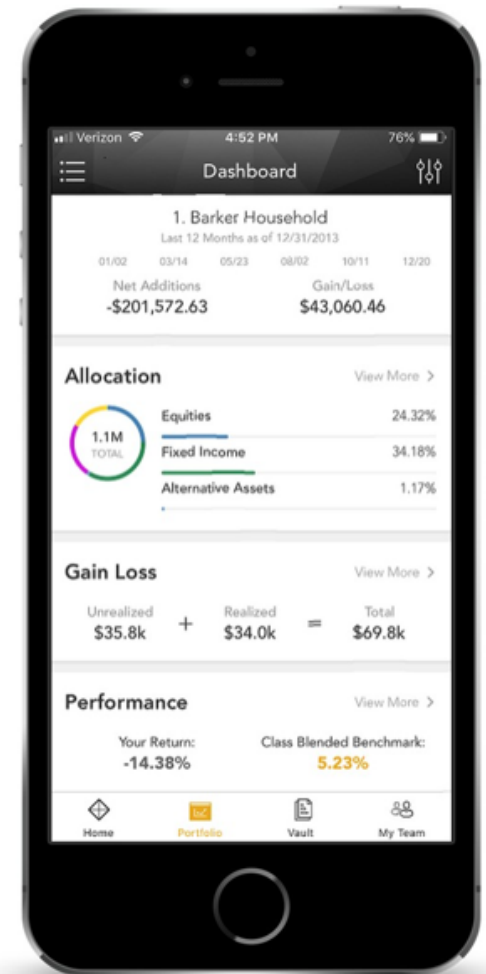 Verizon 4:52 PM 76%
Dashboard
1. Barker Household
Last 12 Months as of 12/31/2013
01/02 03/14 05/23 08/02 10/11 12/20
Net Additions Gain/Loss
-$201,572.63 $43,060.46
Allocation View More >
1.1M
TOTAL
Equities 24.32%
Fixed Income 34.18%
Alternative Assets 1.17%
Gain Loss View More >
Unrealized Realized Total
$35.8k + $34.0k = $69.8k
Performance View More >
Your Return: Class Blended Benchmark:
-14.38% 5.23%
Home Portfolio Vault My Team